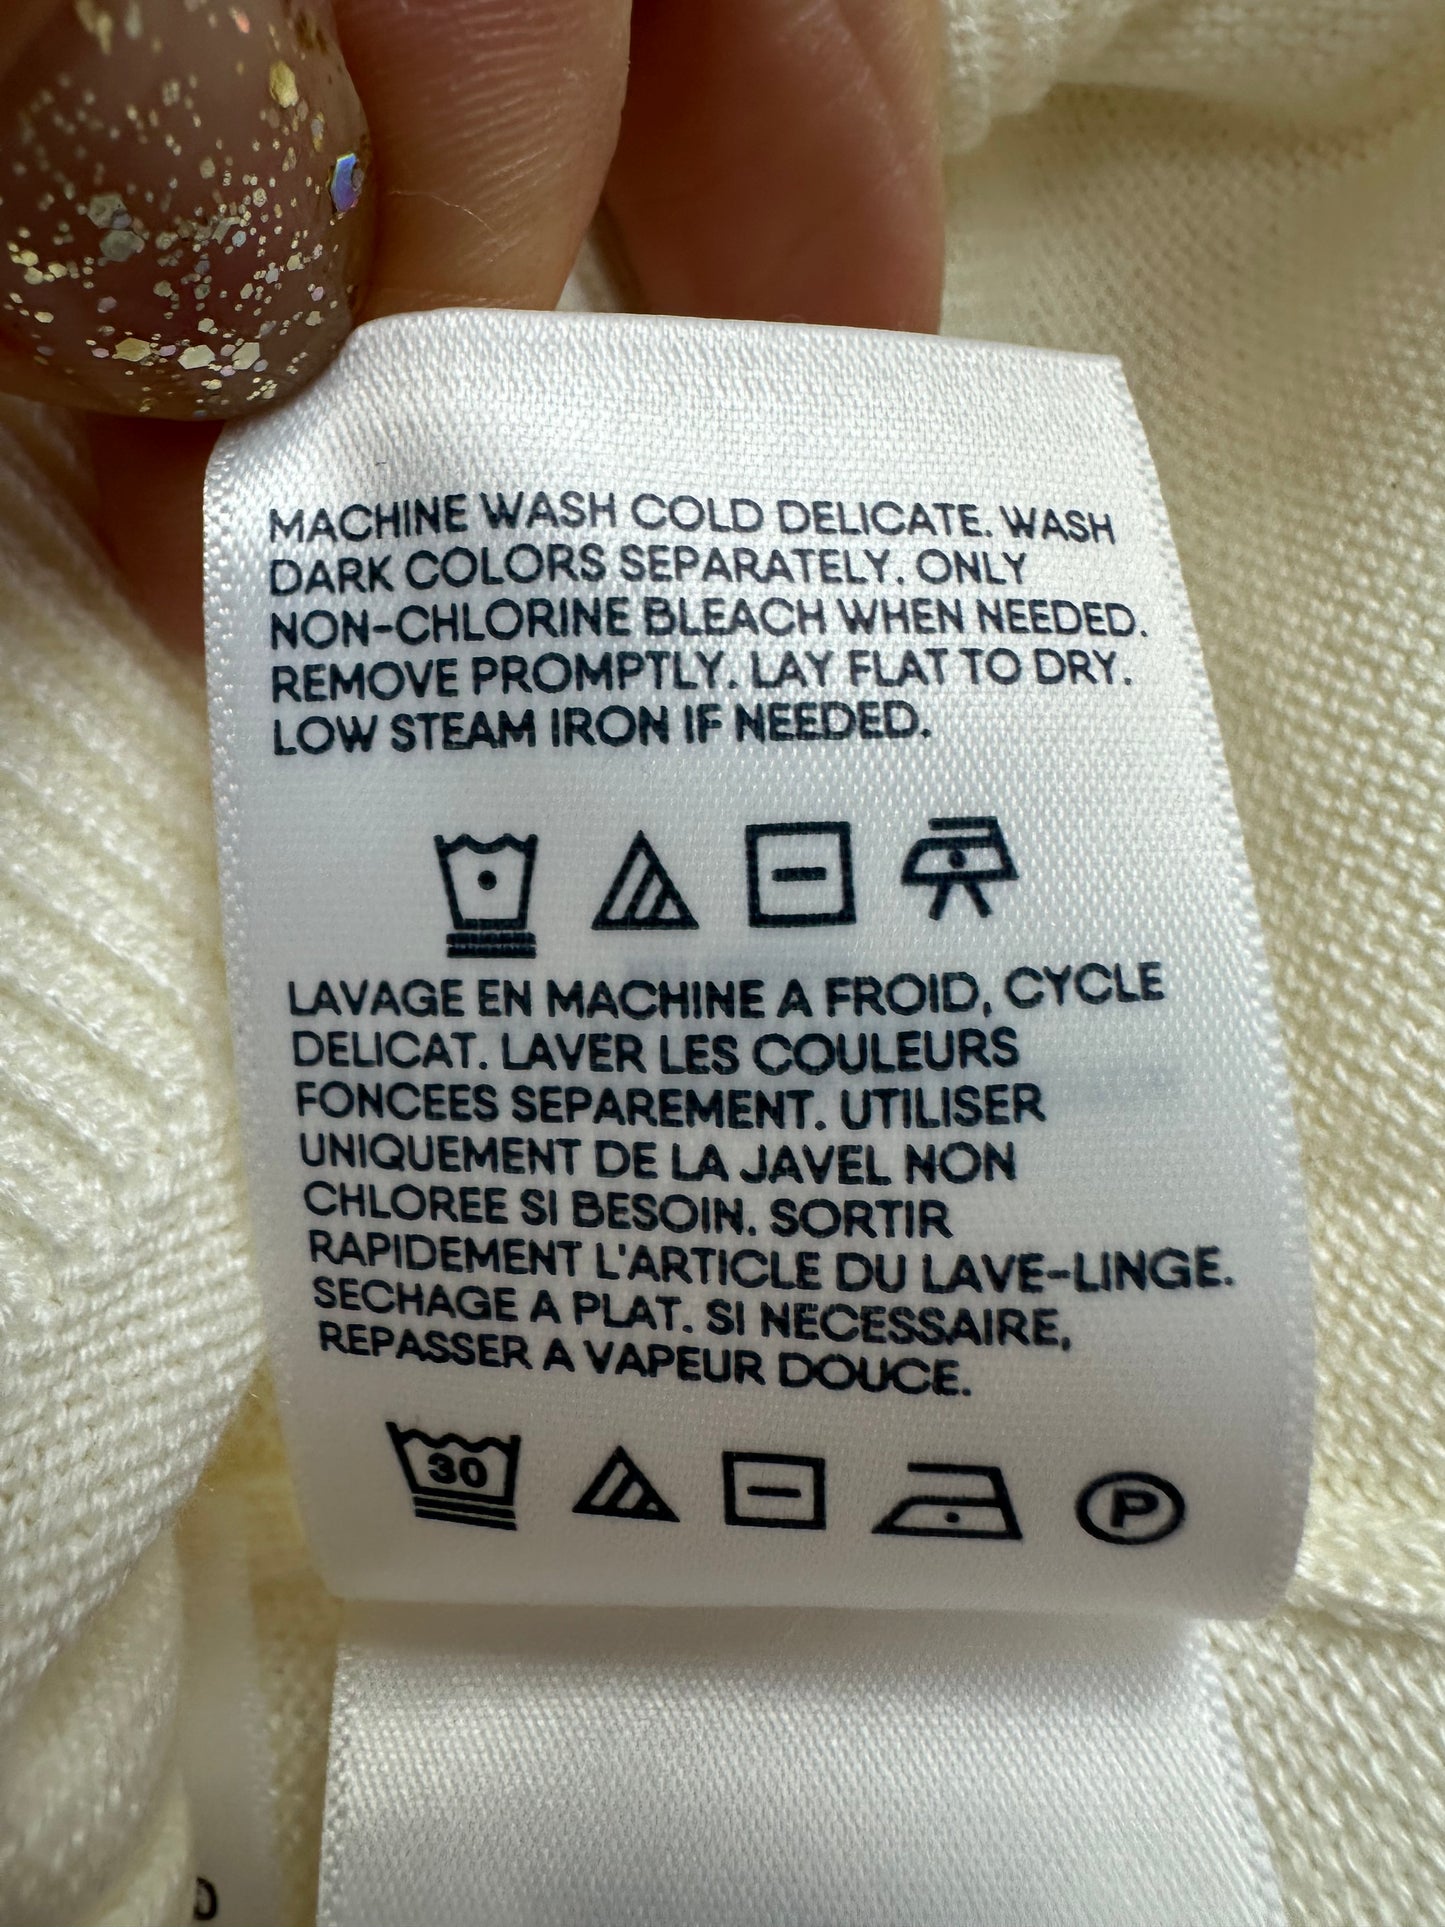 MACHINE WASH COLD DELICATE. WASH
DARK COLORS SEPARATELY. ONLY
NON-CHLORINE BLEACH WHEN NEEDED.
REMOVE PROMPTLY. LAY FLAT TO DRY.
LOW STEAM IRON IF NEEDED.
LAVAGE EN MACHINE A FROID, CYCLE
DELICAT. LAVER LES COULEURS
FONCEES SEPAREMENT. UTILISER
UNIQUEMENT DE LA JAVEL NON
CHLOREE SI BESOIN. SORTIR
RAPIDEMENT L'ARTICLE DU LAVE-LINGE.
SECHAGE A PLAT. SI NECESSAIRE,
REPASSER A VAPEUR DOUCE.
30 P